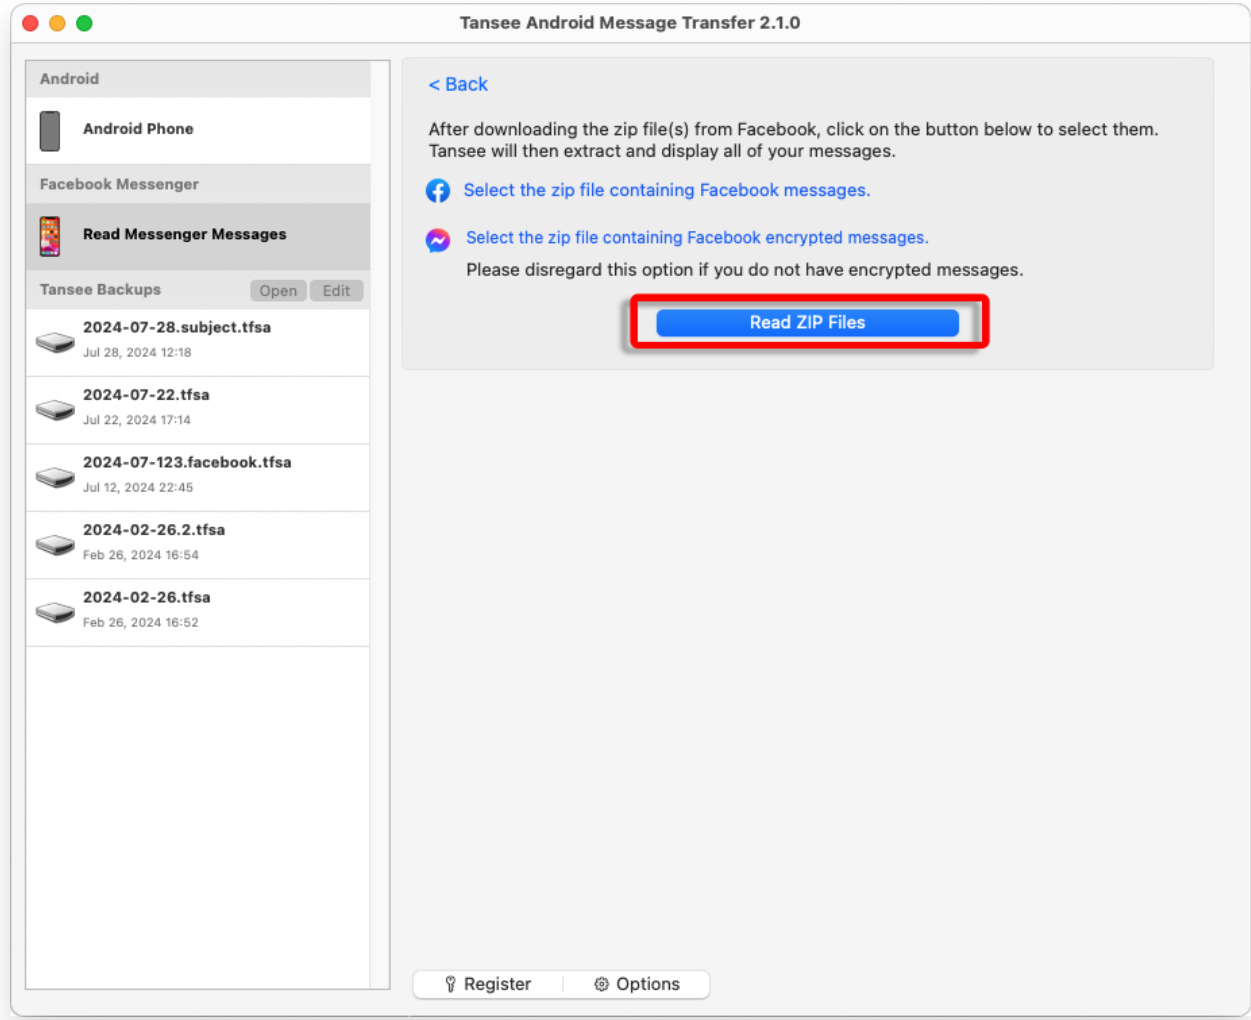 Tansee Android Message Transfer 2.1.0
Android
Android Phone
Facebook Messenger
Read Messenger Messages
Tansee Backups Open Edit
2024-07-28.subject.tfsa
Jul 28, 2024 12:18
2024-07-22.tfsa
Jul 22, 2024 17:14
2024-07-123.facebook.tfsa
Jul 12, 2024 22:45
2024-02-26.2.tfsa
Feb 26, 2024 16:54
2024-02-26.tfsa
Feb 26, 2024 16:52
< Back
After downloading the zip file(s) from Facebook, click on the button below to select them.
Tansee will then extract and display all of your messages.
Select the zip file containing Facebook messages.
Select the zip file containing Facebook encrypted messages.
Please disregard this option if you do not have encrypted messages.
Read ZIP Files
Register Options